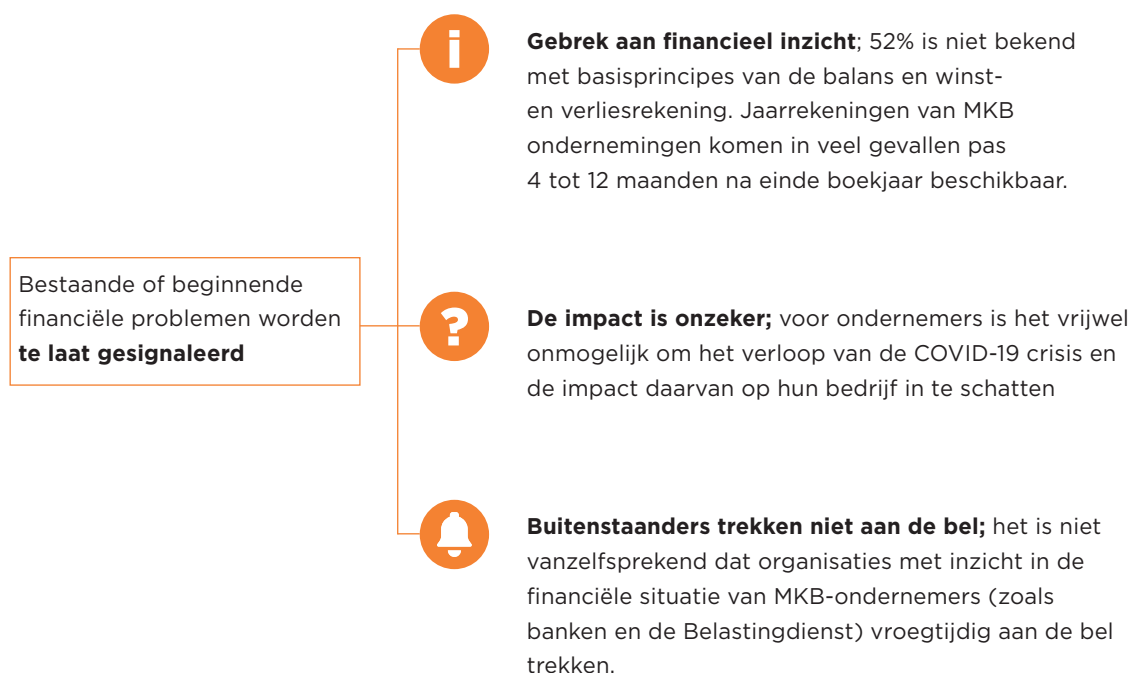 Gebrek aan financieel inzicht; 52% is niet bekend
met basisprincipes van de balans en winst-
en verliesrekening. Jaarrekeningen van MKB
ondernemingen komen in veel gevallen pas
4 tot 12 maanden na einde boekjaar beschikbaar.
Bestaande of beginnende
financiële problemen worden
te laat gesignaleerd
De impact is onzeker; voor ondernemers is het vrijwel
onmogelijk om het verloop van de COVID-19 crisis en
de impact daarvan op hun bedrijf in te schatten
Buitenstaanders trekken niet aan de bel; het is niet
vanzelfsprekend dat organisaties met inzicht in de
financiële situatie van MKB-ondernemers (zoals
banken en de Belastingdienst) vroegtijdig aan de bel
trekken.